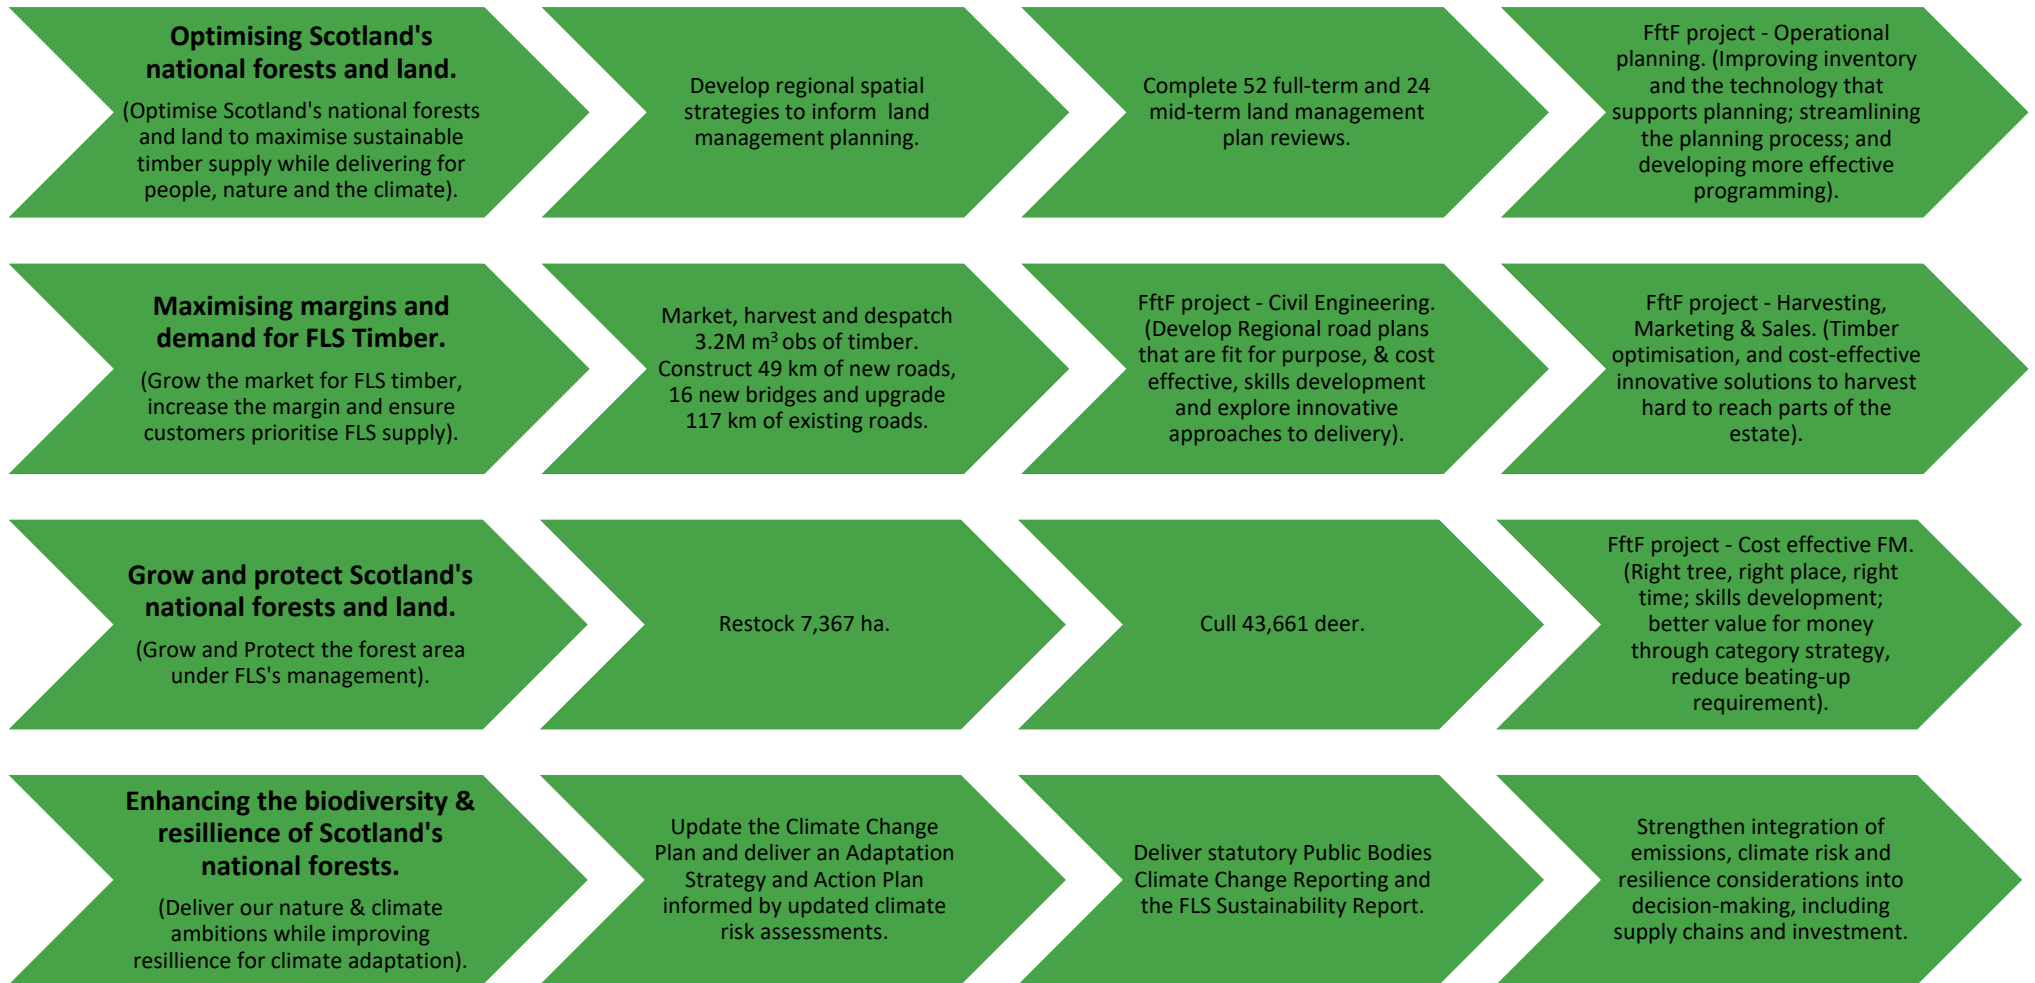 Optimising Scotland's
national forests and land.
(Optimise Scotland's national forests
and land to maximise sustainable
timber supply while delivering for
people, nature and the climate).
Develop regional spatial
strategies to inform  land
management planning.
Complete 52 full-term and 24
mid-term land management
plan reviews.
FftF project - Operational
planning. (Improving inventory
and the technology that
supports planning; streamlining
the planning process; and
developing more effective
programming).
Maximising margins and
demand for FLS Timber.
(Grow the market for FLS timber,
increase the margin and ensure
customers prioritise FLS supply).
Market, harvest and despatch
3.2M m³ obs of timber.
Construct 49 km of new roads,
16 new bridges and upgrade
117 km of existing roads.
FftF project - Civil Engineering.
(Develop Regional road plans
that are fit for purpose, & cost
effective, skills development
and explore innovative
approaches to delivery).
FftF project - Harvesting,
Marketing & Sales. (Timber
optimisation, and cost-effective
innovative solutions to harvest
hard to reach parts of the
estate).
Grow and protect Scotland's
national forests and land.
(Grow and Protect the forest area
under FLS's management).
Restock 7,367 ha.
Cull 43,661 deer.
FftF project - Cost effective FM.
(Right tree, right place, right
time; skills development;
better value for money
through category strategy,
reduce beating-up
requirement).
Enhancing the biodiversity &
resillience of Scotland's
national forests.
(Deliver our nature & climate
ambitions while improving
resillience for climate adaptation).
Update the Climate Change
Plan and deliver an Adaptation
Strategy and Action Plan
informed by updated climate
risk assessments.
Deliver statutory Public Bodies
Climate Change Reporting and
the FLS Sustainability Report.
Strengthen integration of
emissions, climate risk and
resilience considerations into
decision-making, including
supply chains and investment.